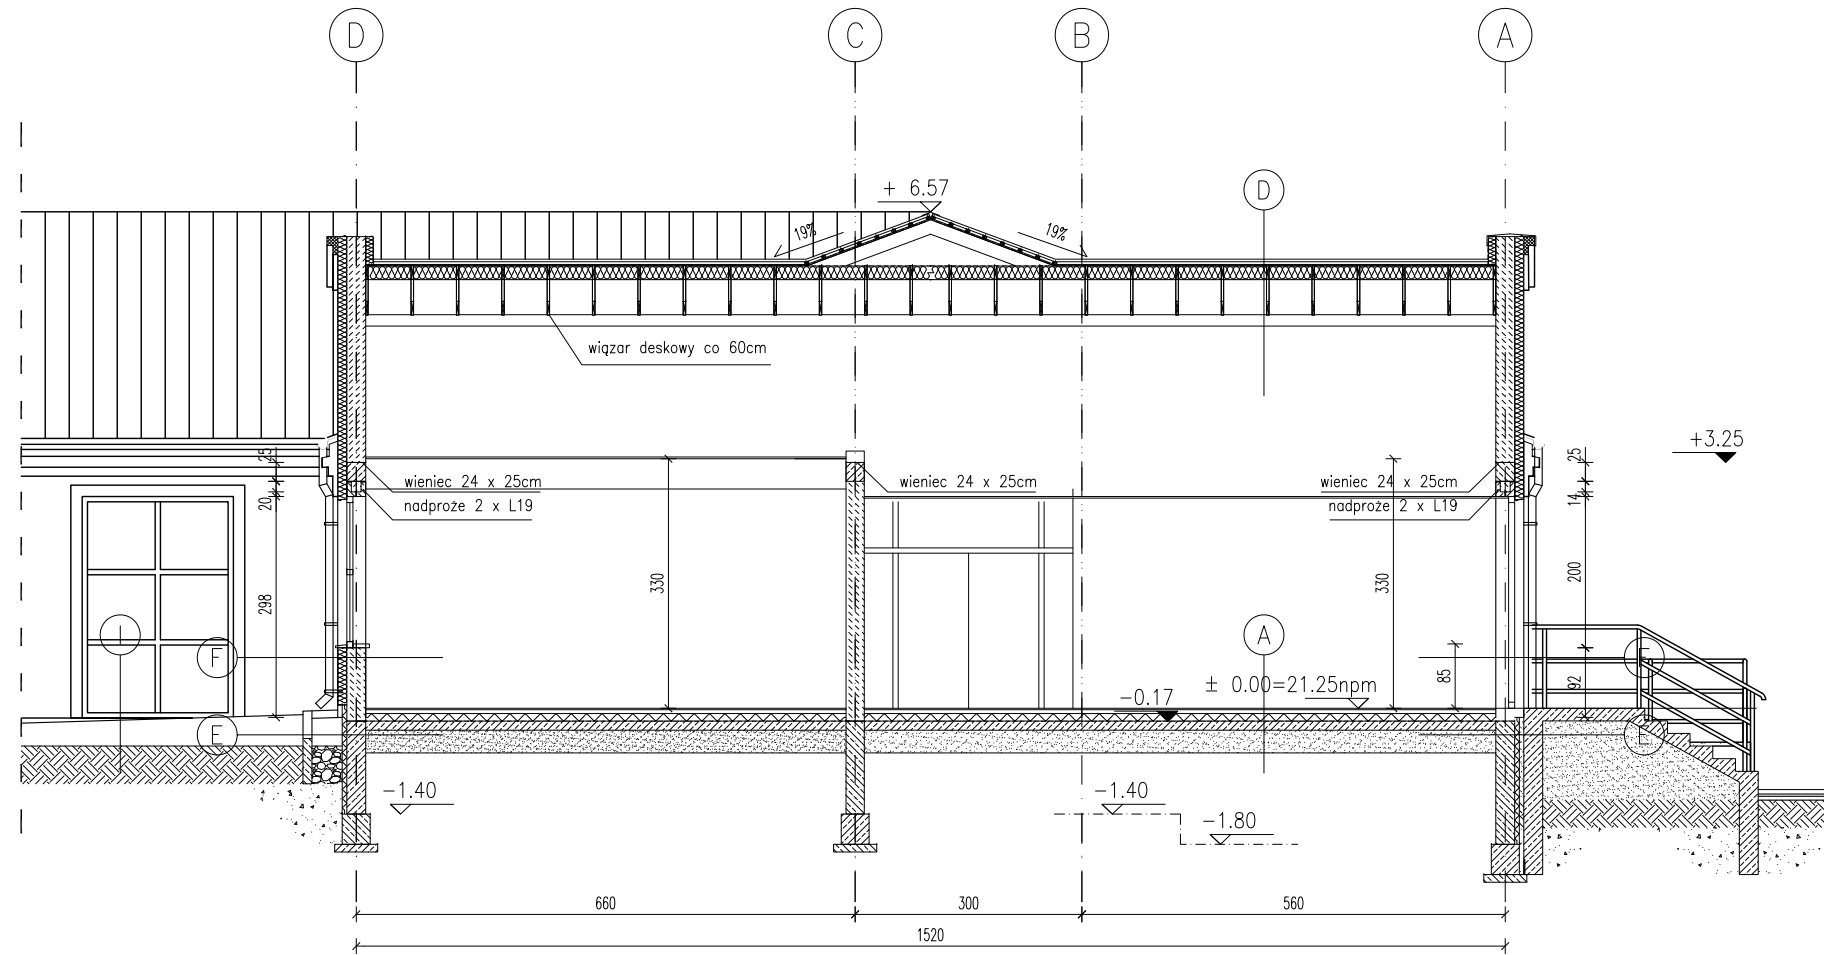 D
C
B
A
+ 6.57
D
19%
19%
wiązar deskowy co 60cm
+3.25
25
25
wieniec 24 x 25cm
wieniec 24 x 25cm
wieniec 24 x 25cm
20
14
nadproże 2 x L19
nadproże 2 x L19
330
330
200
298
I
A
F
F
85
92
± 0.00=21.25npm
-0.17
E
E
-1.40
-1.40
-1.80
660
300
560
1520